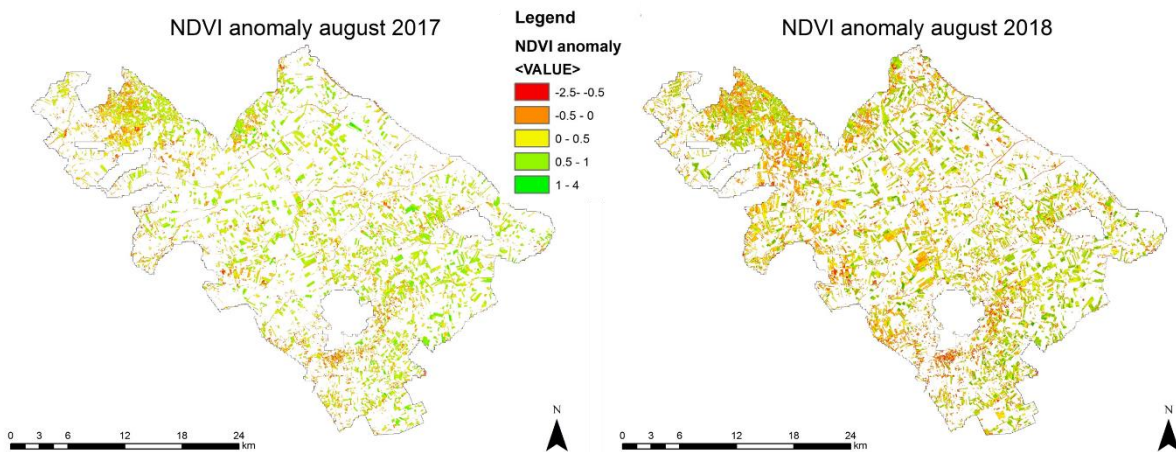 NDVI anomaly august 2017
Legend
NDVI anomaly
<VALUE>
-2.5- -0.5
-0.5 - 0
0 - 0.5
0.5 - 1
1 - 4
NDVI anomaly august 2018
0 3 6 12 18 24
km
N
0 3 6 12 18 24
km
N